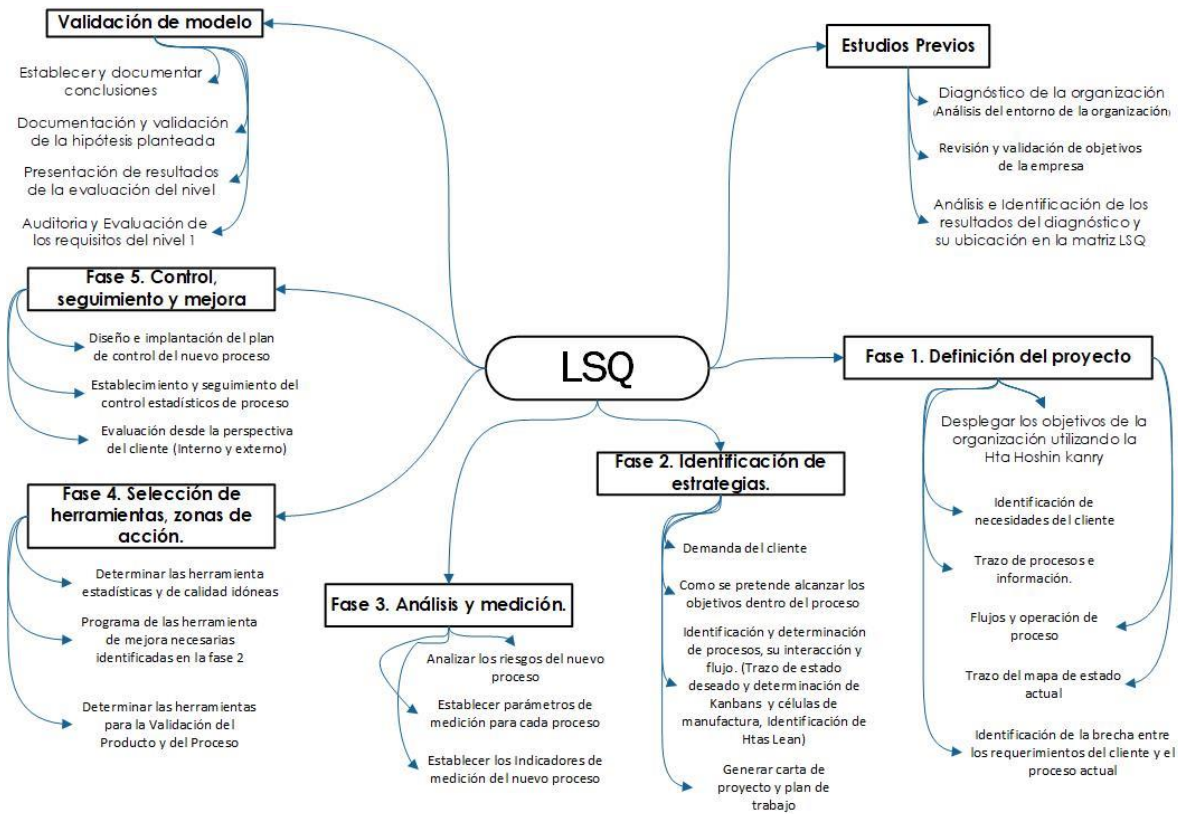 LSQ
Estudios Previos
Diagnóstico de la organización
(Análisis del entorno de la organización)
Revisión y validación de objetivos
de la empresa
Análisis e Identificación de los
resultados del diagnóstico y
su ubicación en la matriz LSQ
Fase 1. Definición del proyecto
Desplegar los objetivos de la
organización utilizando la
Hta Hoshin kanry
Identificación de
necesidades del cliente
Trazo de procesos e
información.
Flujos y operación de
proceso
Trazo del mapa de estado
actual
Identificación de la brecha entre
los requerimientos del cliente y el
proceso actual
Fase 2. Identificación de
estrategias.
Demanda del cliente
Como se pretende alcanzar los
objetivos dentro del proceso
Identificación y determinación
de procesos, su interacción y
flujo. (Trazo de estado
deseado y determinación de
Kanbans y células de
manufactura, Identificación de
Htas Lean)
Generar carta de
proyecto y plan de
trabajo
Fase 3. Análisis y medición.
Analizar los riesgos del nuevo
proceso
Establecer parámetros de
medición para cada proceso
Establecer los Indicadores de
medición del nuevo proceso
Fase 4. Selección de
herramientas, zonas de
acción.
Determinar las herramienta
estadísticas y de calidad idóneas
Programa de las herramienta
de mejora necesarias
identificadas en la fase 2
Determinar las herramientas
para la Validación del
Producto y del Proceso
Fase 5. Control,
seguimiento y mejora
Diseño e implantación del plan
de control del nuevo proceso
Establecimiento y seguimiento del
control estadísticos de proceso
Evaluación desde la perspectiva
del cliente (Interno y externo)
Validación de modelo
Establecer y documentar
conclusiones
Documentación y validación
de la hipótesis planteada
Presentación de resultados
de la evaluación del nivel
Auditoria y Evaluación de
los requisitos del nivel 1